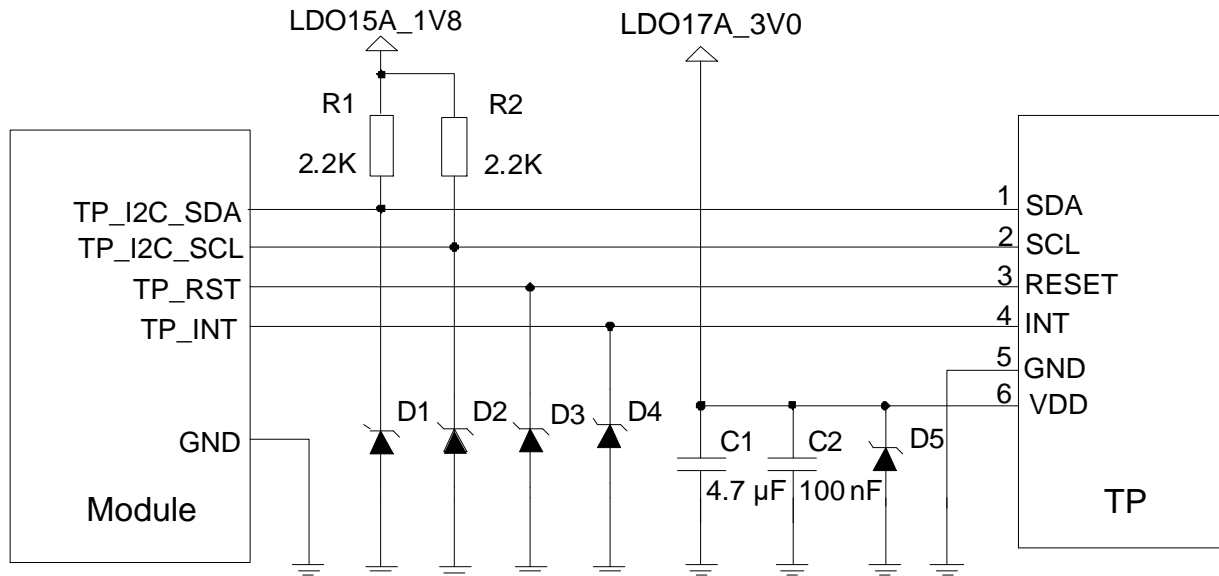 LDO15A_1V8
LDO17A_3V0
R1
R2
2.2K
2.2K
TP_I2C_SDA
1
SDA
TP_I2C_SCL
2
SCL
TP_RST
3
RESET
TP_INT
4
INT
5
GND
6
VDD
D1
D2
D3
D4
GND
C1
C2
D5
4.7 µF
100 nF
Module
TP